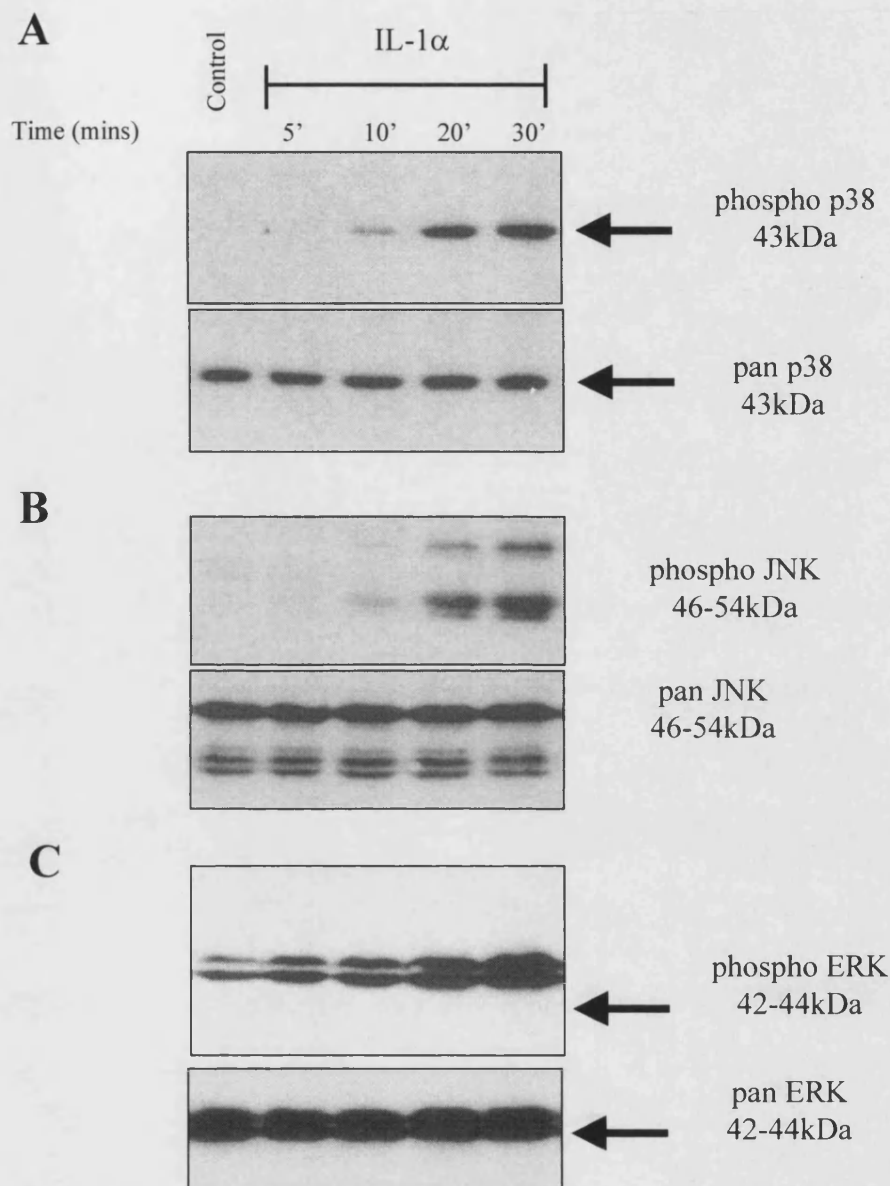 A
Control
IL-1α
Time (mins)
5' 10' 20' 30'
phospho p38
43kDa
pan p38
43kDa
B
phospho JNK
46-54kDa
pan JNK
46-54kDa
C
phospho ERK
42-44kDa
pan ERK
42-44kDa